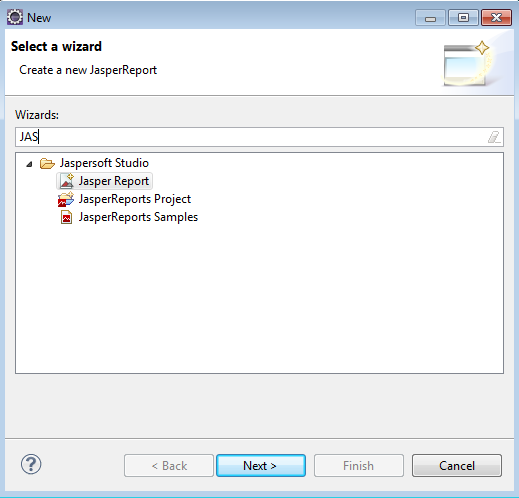 New
Select a wizard
Create a new JasperReport
Wizards:
JAS
Jaspersoft Studio
Jasper Report
JasperReports Project
JasperReports Samples
? < Back Next > Finish Cancel